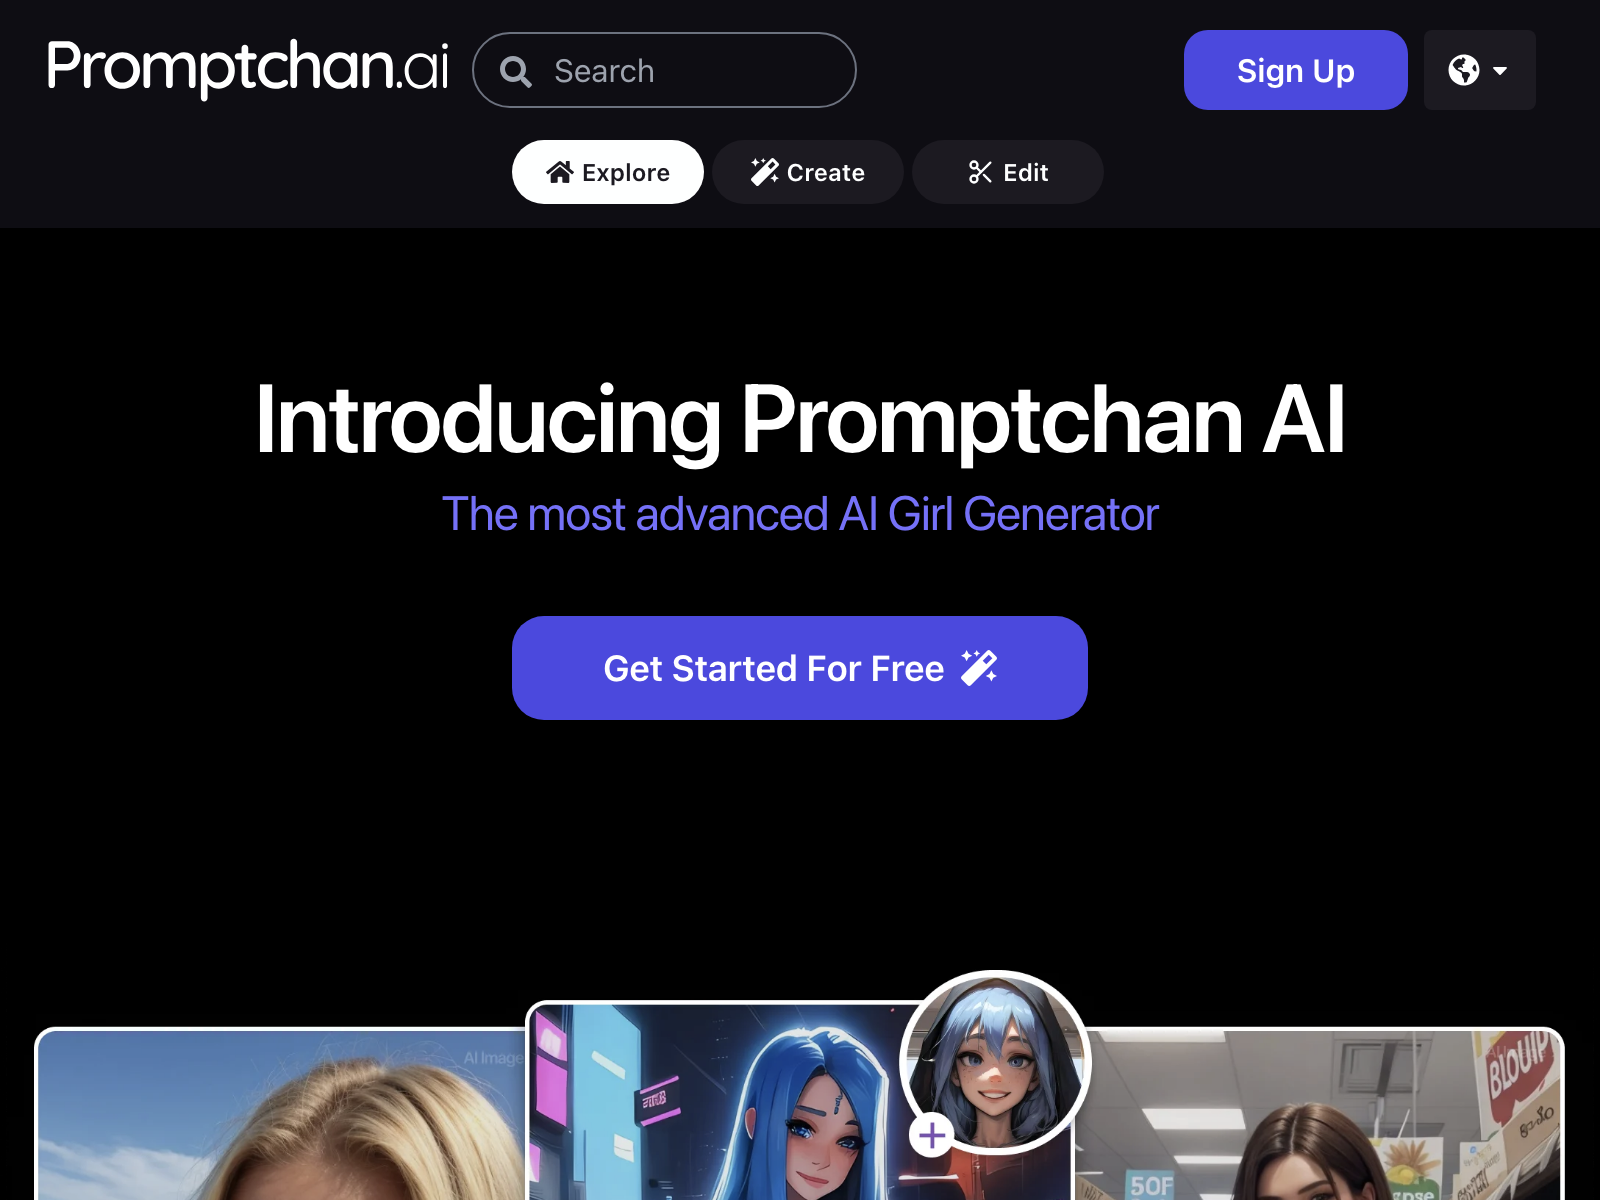 Promptchan.ai
Search
Sign Up
Explore
Create
Edit
Introducing Promptchan AI
The most advanced AI Girl Generator
Get Started For Free
AI Image
BLOUIP
50F